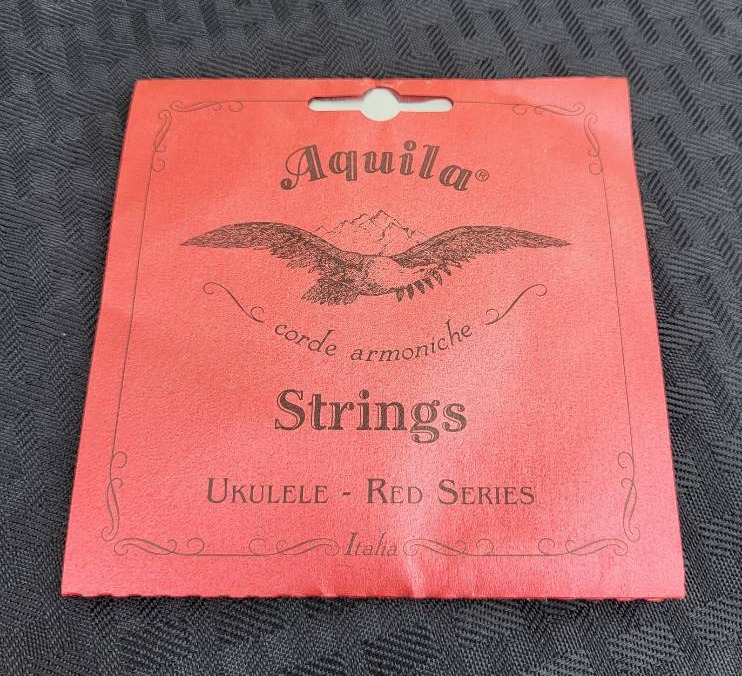 Aquila®
corde armoniche
Strings
UKULELE - RED SERIES
Italia